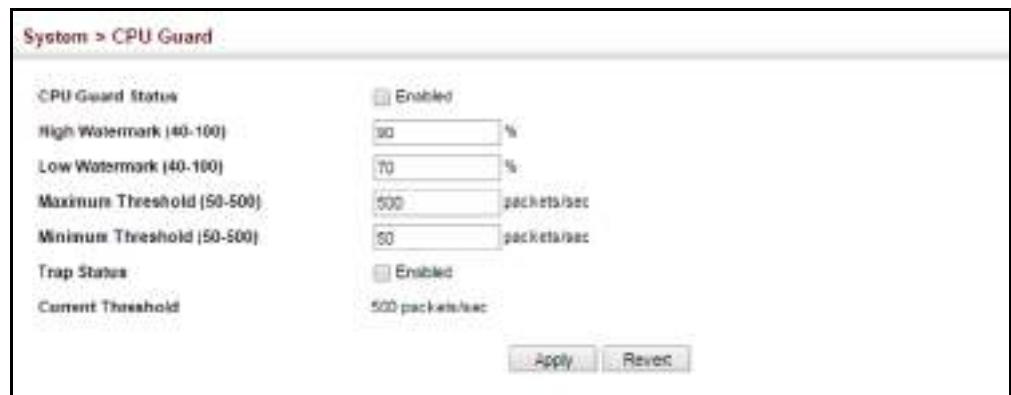 System > CPU Guard
CPU Guard Status Enabled
High Watermark (40-100) 90 %
Low Watermark (40-100) 70 %
Maximum Threshold (50-500) 500 packets/sec
Minimum Threshold (50-500) 50 packets/sec
Trap Status Enabled
Current Threshold 500 packets/sec
Apply Revert